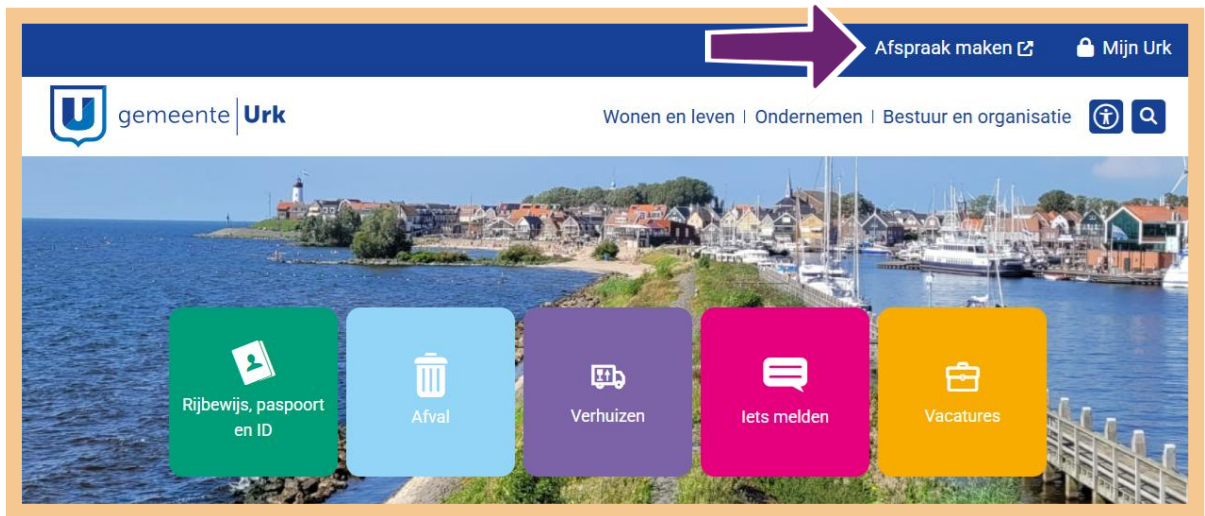 Afspraak maken
Mijn Urk
U
gemeente Urk
Wonen en leven | Ondernemen | Bestuur en organisatie
Rijbewijs, paspoort
en ID
Afval
Verhuizen
Iets melden
Vacatures